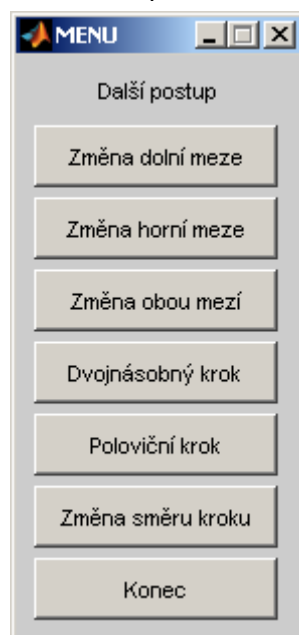 MENU
Další postup
Změna dolní meze
Změna horní meze
Změna obou mezí
Dvojnásobný krok
Poloviční krok
Změna směru kroku
Konec